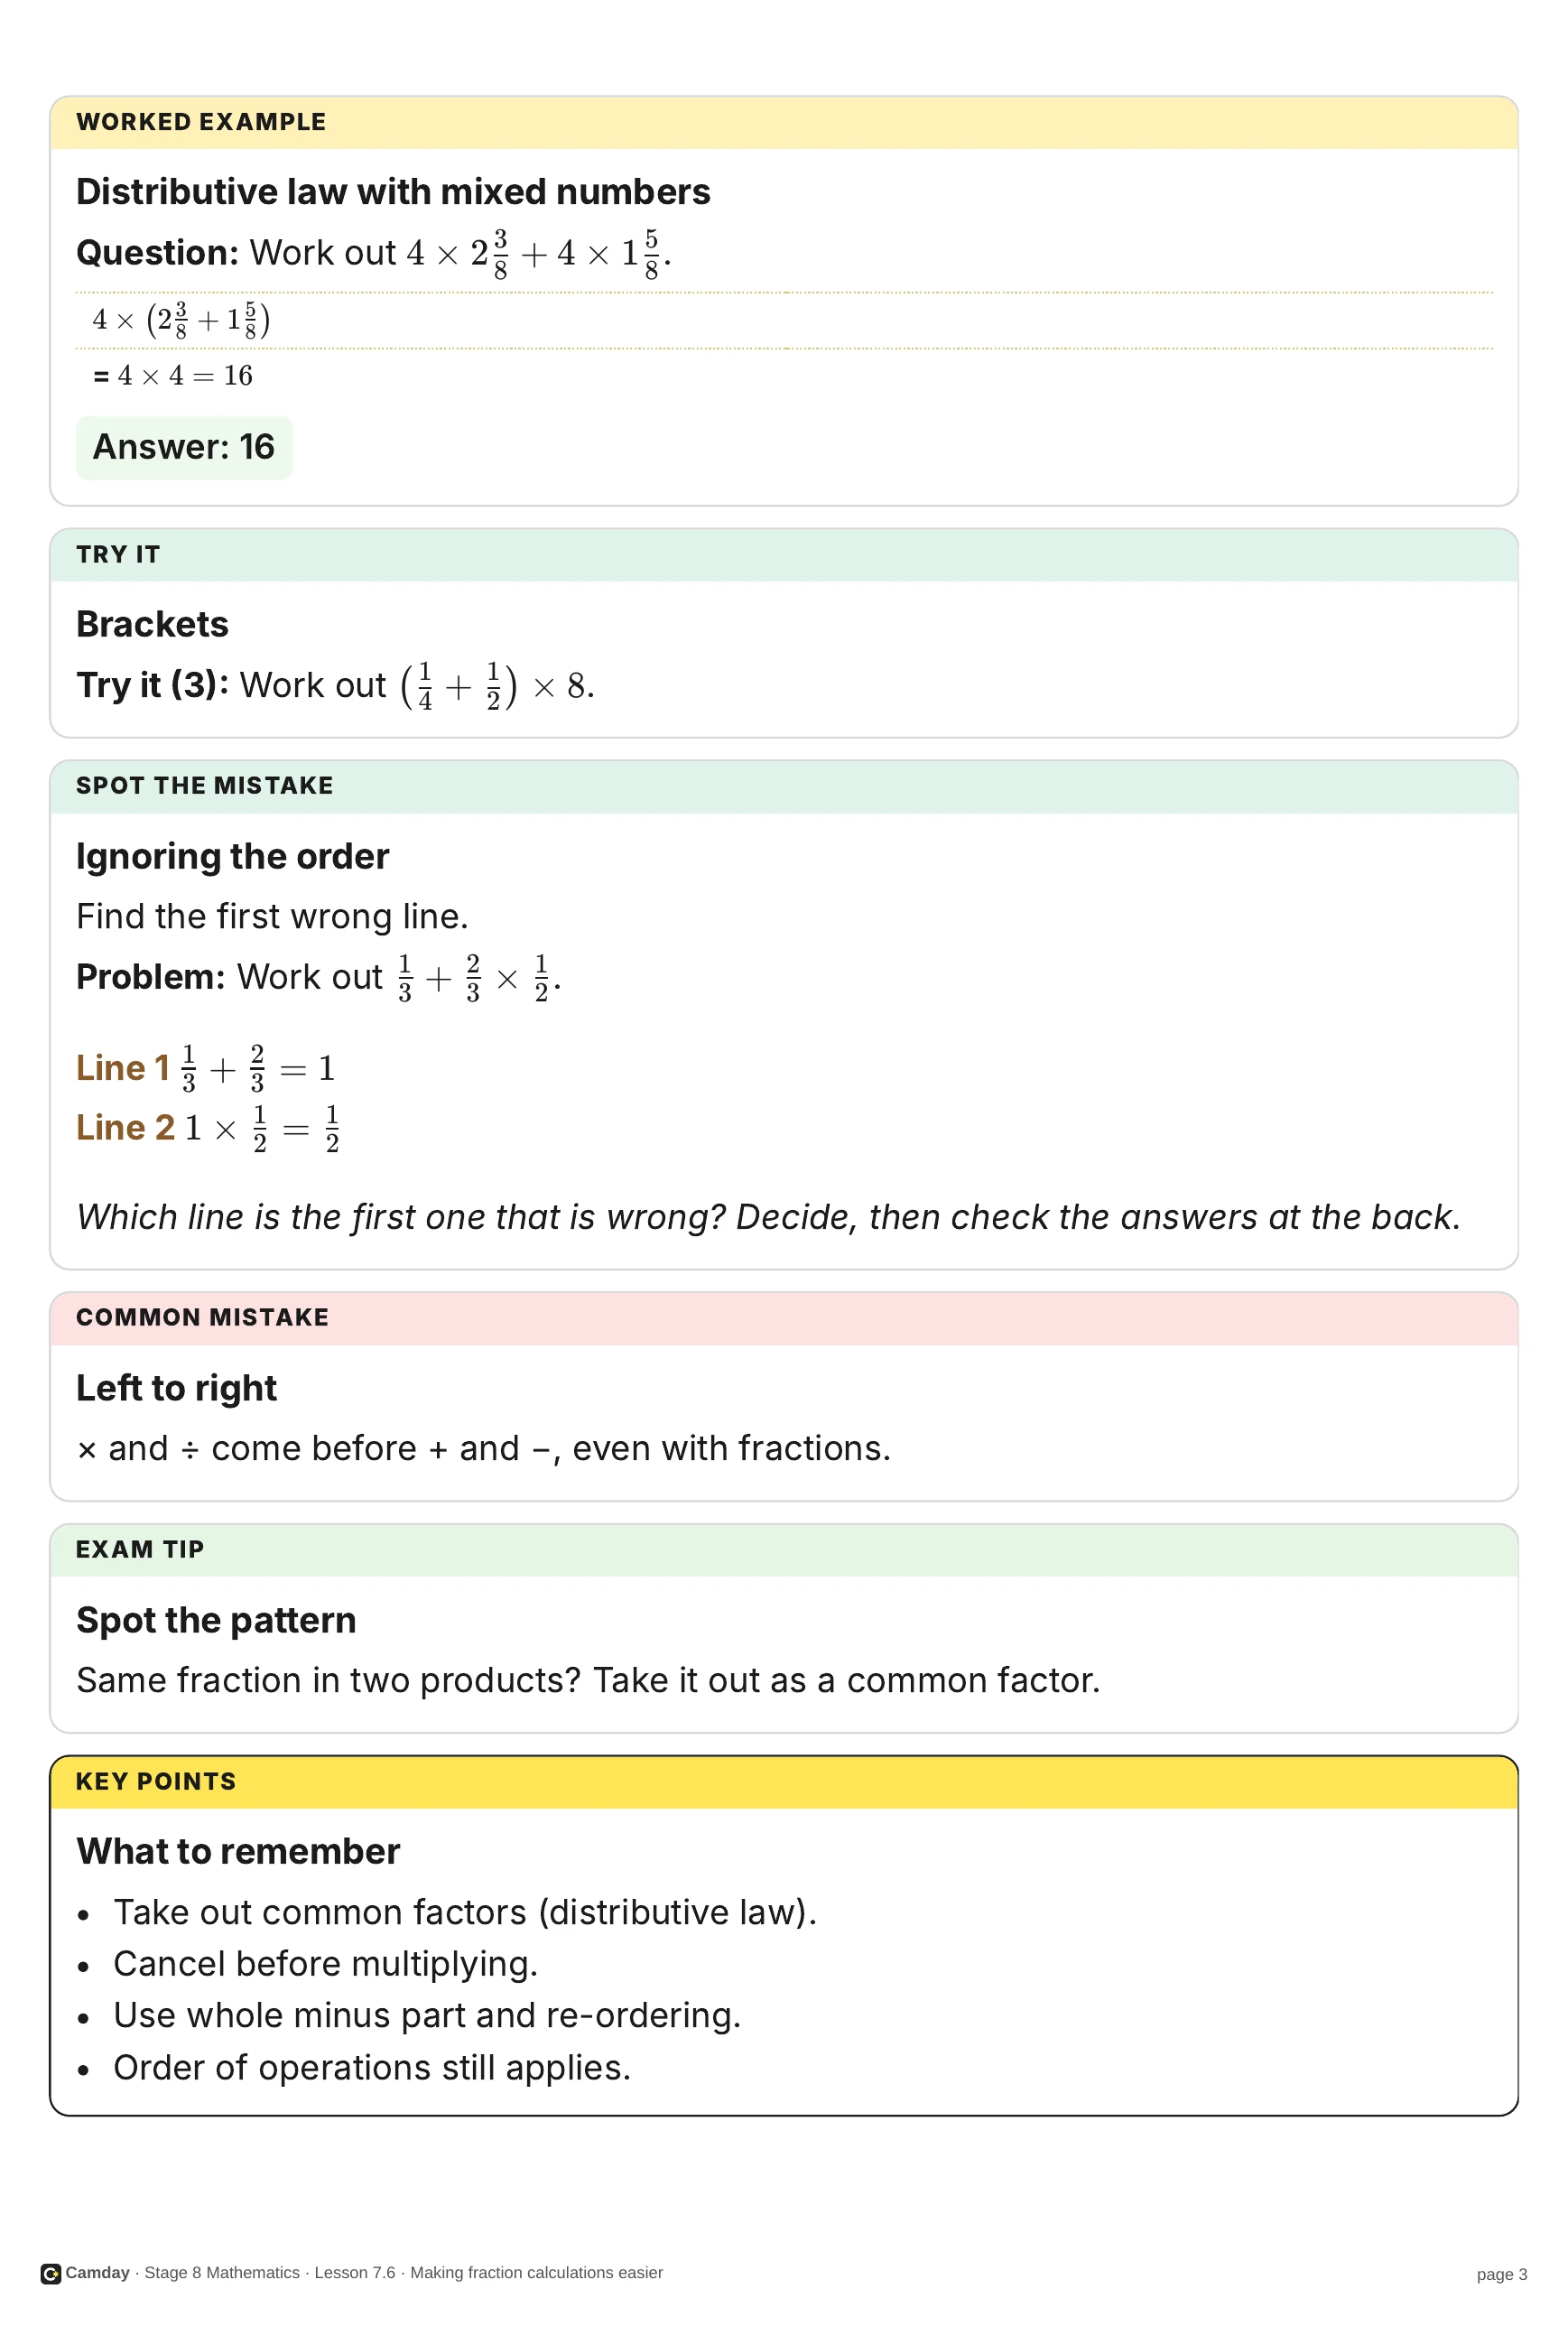 WORKED EXAMPLE
Distributive law with mixed numbers
Question: Work out 4 × 2 3/8 + 4 × 1 5/8.
4 × (2 3/8 + 1 5/8)
= 4 × 4 = 16
Answer: 16
TRY IT
Brackets
Try it (3): Work out (1/4 + 1/2) × 8.
SPOT THE MISTAKE
Ignoring the order
Find the first wrong line.
Problem: Work out 1/3 + 2/3 × 1/2.
Line 1 1/3 + 2/3 = 1
Line 2 1 × 1/2 = 1/2
Which line is the first one that is wrong? Decide, then check the answers at the back.
COMMON MISTAKE
Left to right
× and ÷ come before + and −, even with fractions.
EXAM TIP
Spot the pattern
Same fraction in two products? Take it out as a common factor.
KEY POINTS
What to remember
• Take out common factors (distributive law).
• Cancel before multiplying.
• Use whole minus part and re-ordering.
• Order of operations still applies.
Camday · Stage 8 Mathematics · Lesson 7.6 · Making fraction calculations easier
page 3